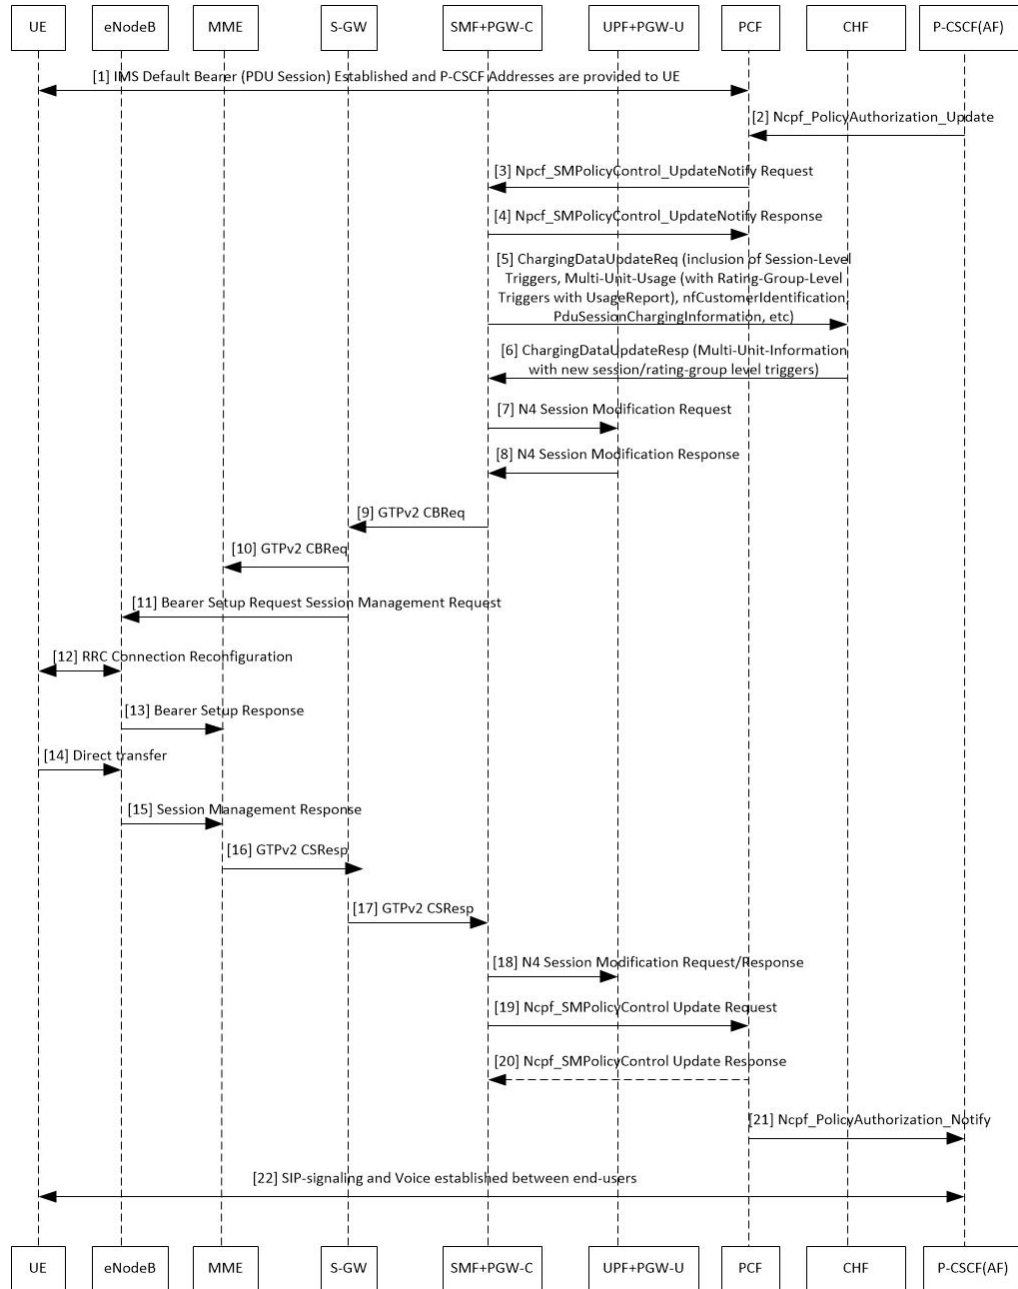 UE eNodeB MME S-GW SMF+PGW-C UPF+PGW-U PCF CHF P-CSCF(AF)
[1] IMS Default Bearer (PDU Session) Established and P-CSCF Addresses are provided to UE
[2] Ncpf_PolicyAuthorization_Update
[3] Npcf_SMPolicyControl_UpdateNotify Request
[4] Npcf_SMPolicyControl_UpdateNotify Response
[5] ChargingDataUpdateReq (inclusion of Session-Level
Triggers, Multi-Unit-Usage (with Rating-Group-Level
Triggers with UsageReport), nfCustomerIdentification,
PduSessionChargingInformation, etc)
[6] ChargingDataUpdateResp (Multi-Unit-Information
with new session/rating-group level triggers)
[7] N4 Session Modification Request
[8] N4 Session Modification Response
[9] GTPv2 CBReq
[10] GTPv2 CBReq
[11] Bearer Setup Request Session Management Request
[12] RRC Connection Reconfiguration
[13] Bearer Setup Response
[14] Direct transfer
[15] Session Management Response
[16] GTPv2 CSResp
[17] GTPv2 CSResp
[18] N4 Session Modification Request/Response
[19] Ncpf_SMPolicyControl Update Request
[20] Ncpf_SMPolicyControl Update Response
[21] Ncpf_PolicyAuthorization_Notify
[22] SIP-signaling and Voice established between end-users
UE eNodeB MME S-GW SMF+PGW-C UPF+PGW-U PCF CHF P-CSCF(AF)